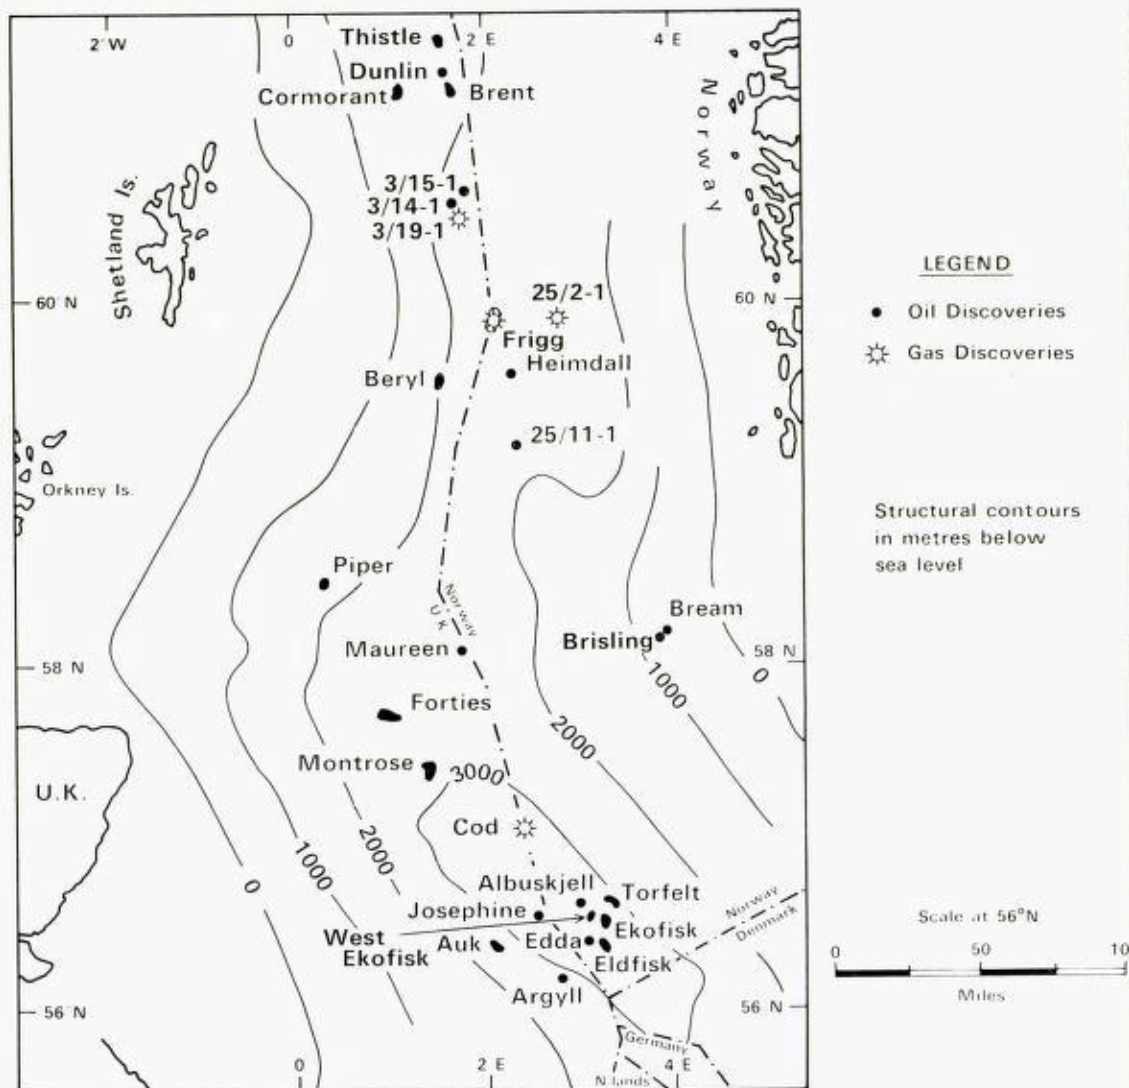 2°W
0
2 E
4 E
Thistle
Dunlin
Cormorant
Brent
Norway
Shetland Is.
3/15-1
3/14-1
3/19-1
60 N
60 N
25/2-1
Frigg
Heimdall
Beryl
25/11-1
Orkney Is.
Piper
Norway
U.K
Bream
Brisling
Maureen
58 N
58 N
Forties
1000
0
2000
Montrose
3000
U.K.
Cod
2000
1000
0
Albuskjell
Torfelt
Josephine
Norway
Denmark
Ekofisk
West
Ekofisk
Auk
Edda
Eldfisk
Argyll
56 N
56 N
Germany
0
2 E
4 E
N·lands
LEGEND
Oil Discoveries
Gas Discoveries
Structural contours
in metres below
sea level
Scale at 56°N
0 50 10
Miles